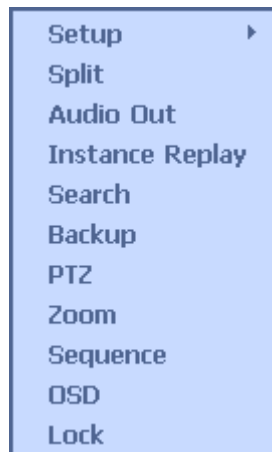 Setup
Split
Audio Out
Instance Replay
Search
Backup
PTZ
Zoom
Sequence
OSD
Lock